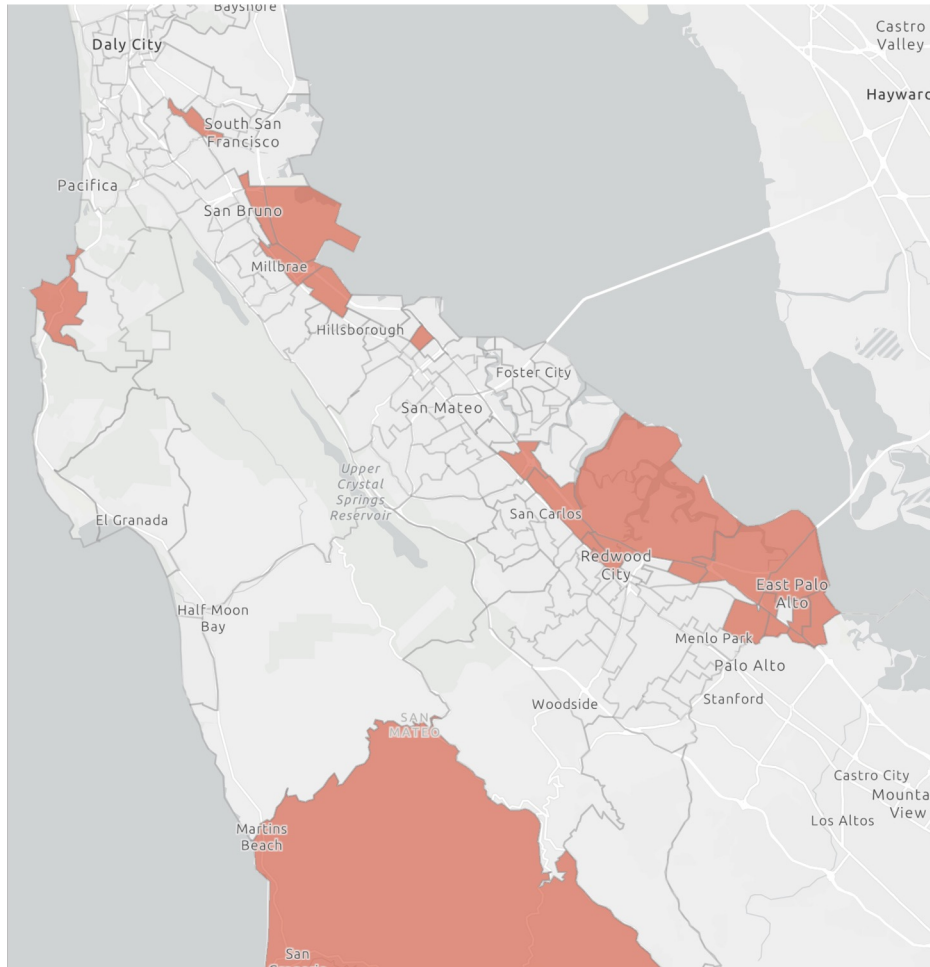 Bayshore
Daly City
Castro
Valley
Hayward
South San
Francisco
Pacifica
San Bruno
Millbrae
Hillsborough
Foster City
San Mateo
Upper
Crystal
Springs
Reservoir
San Carlos
El Granada
Redwood
City
East Palo
Alto
Half Moon
Bay
Menlo Park
Palo Alto
Stanford
Woodside
SAN
MATEO
Castro City
Mounta
View
Los Altos
Martins
Beach
San